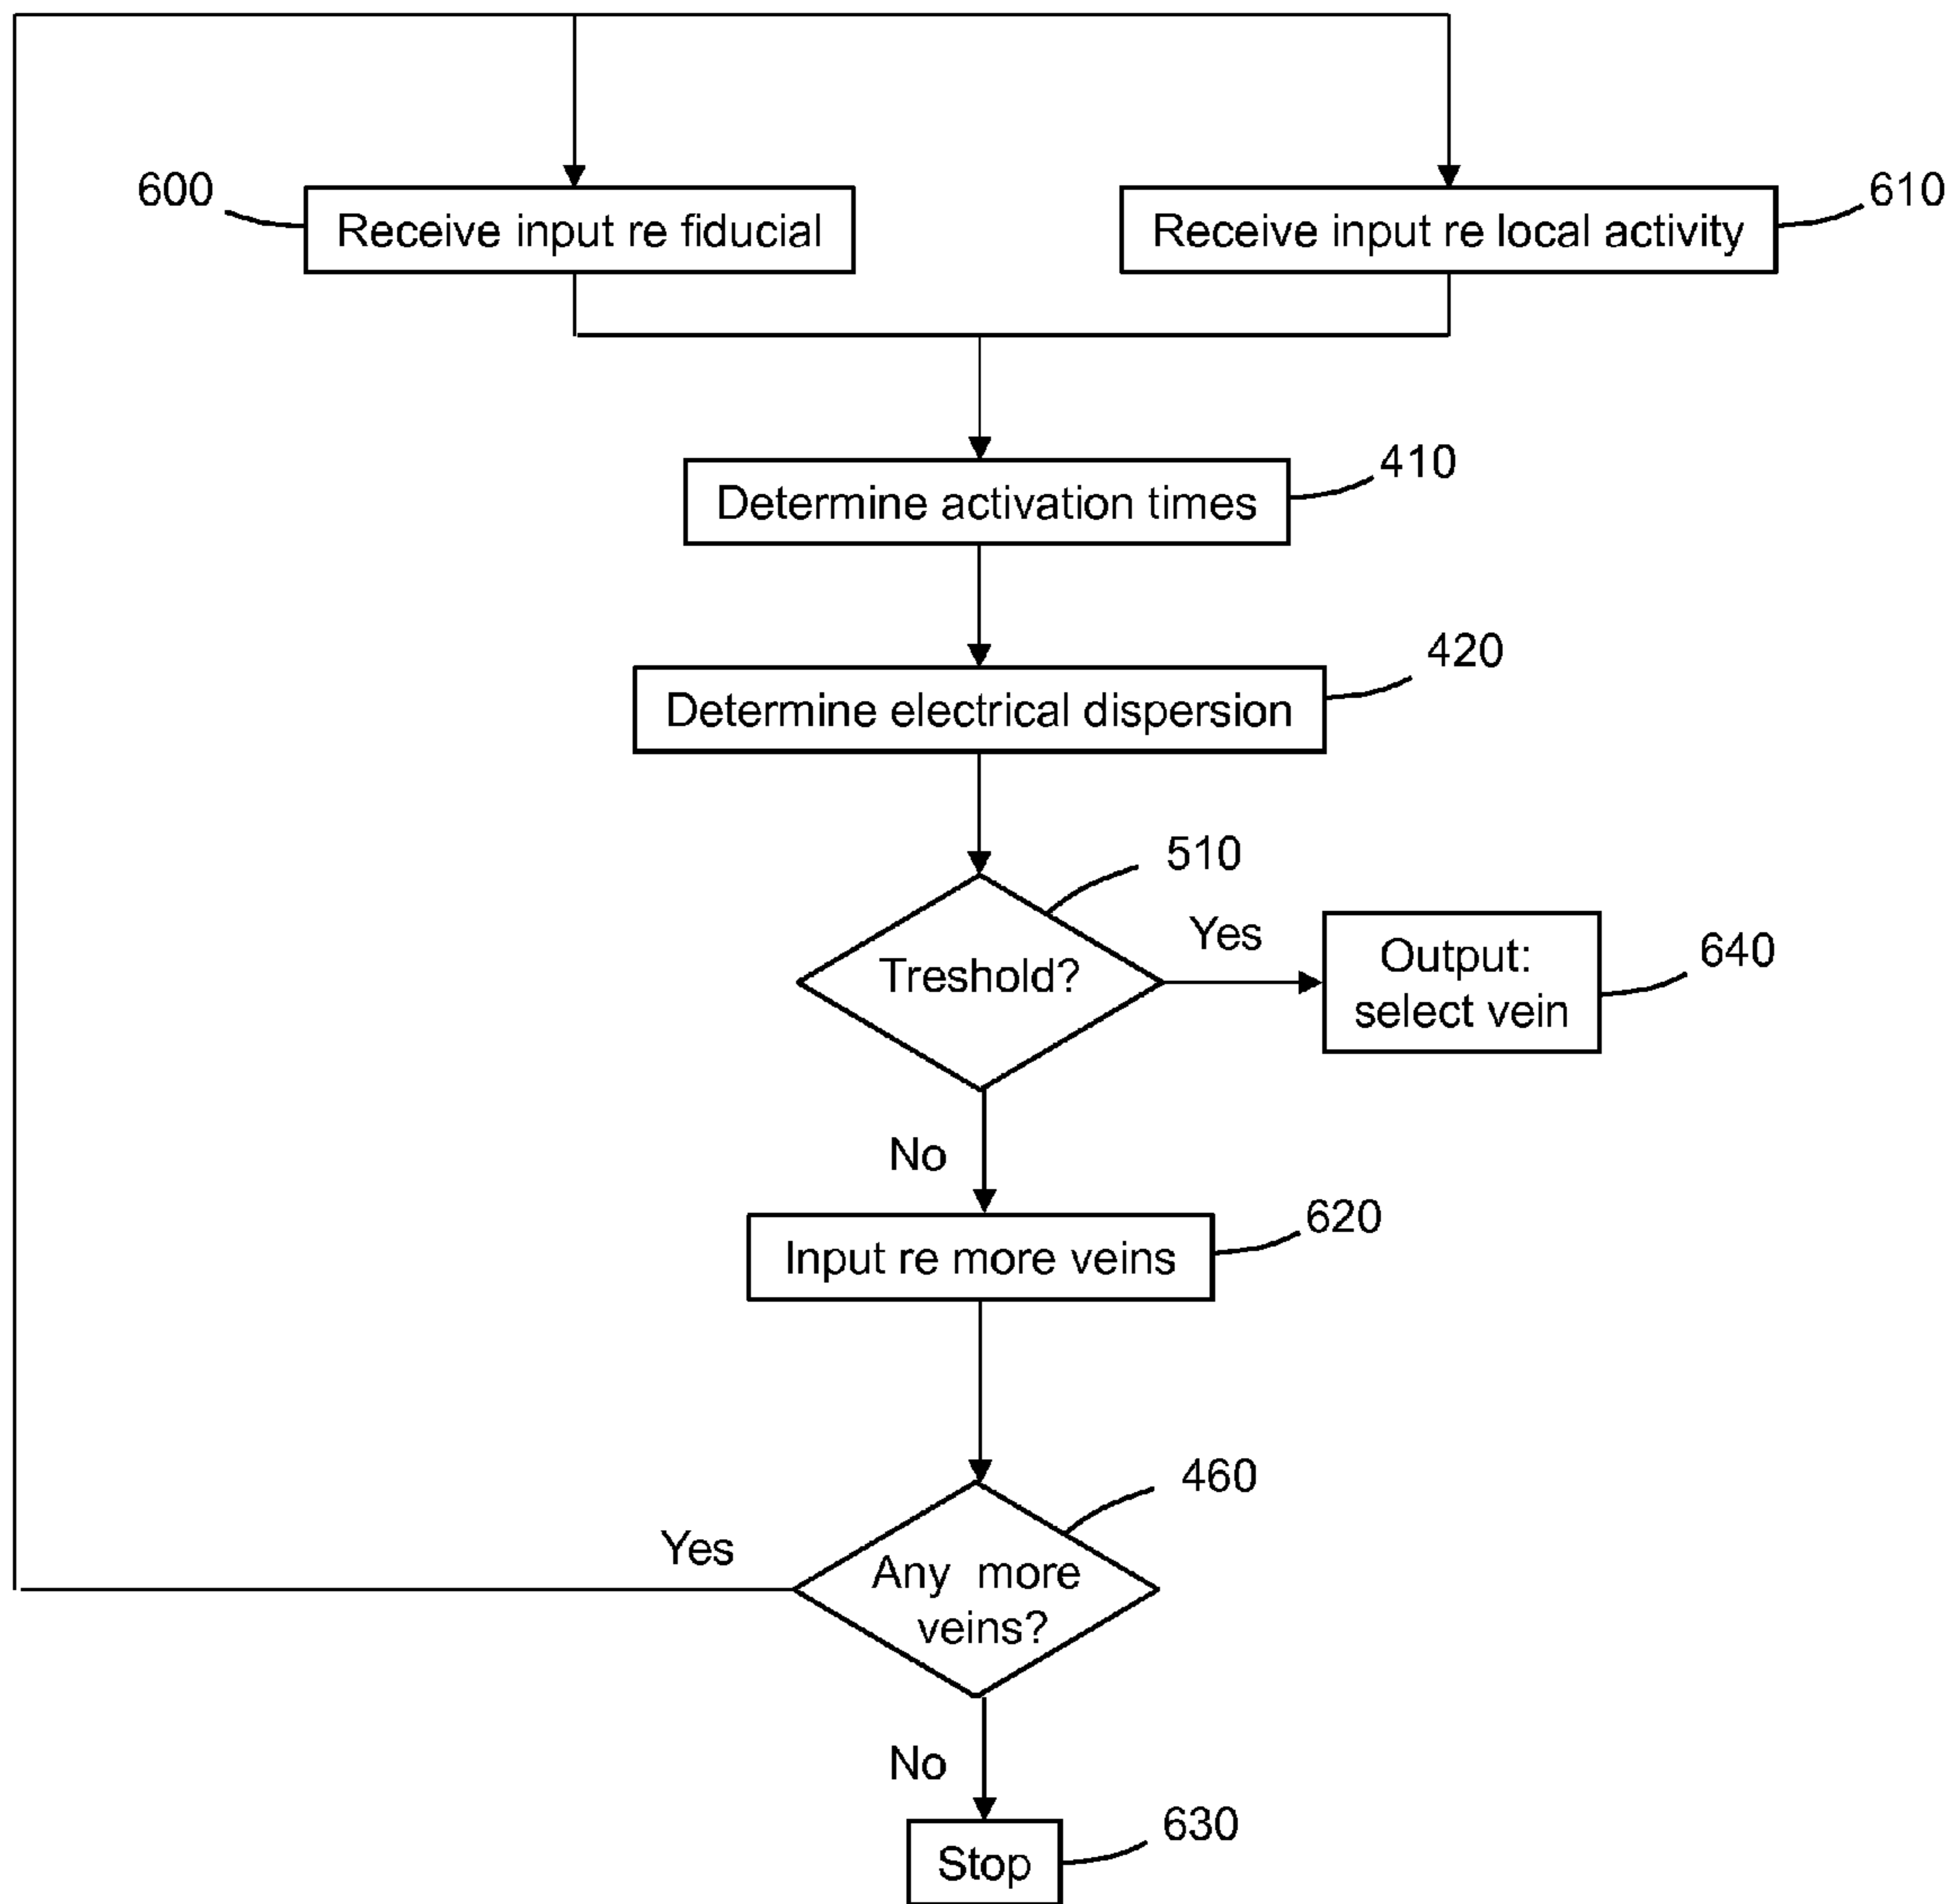 600
Receive input re fiducial
Receive input re local activity
610
Determine activation times
410
Determine electrical dispersion
420
510
Treshold?
Yes
Output:
select vein
640
No
Input re more veins
620
460
Any more
veins?
Yes
No
Stop
630